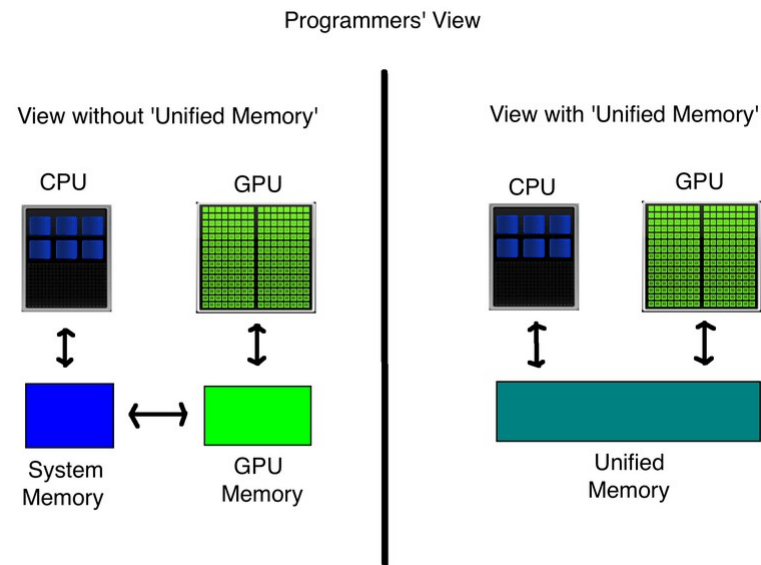 Programmers' View
View without 'Unified Memory'
CPU
GPU
System
Memory
GPU
Memory
View with 'Unified Memory'
CPU
GPU
Unified
Memory